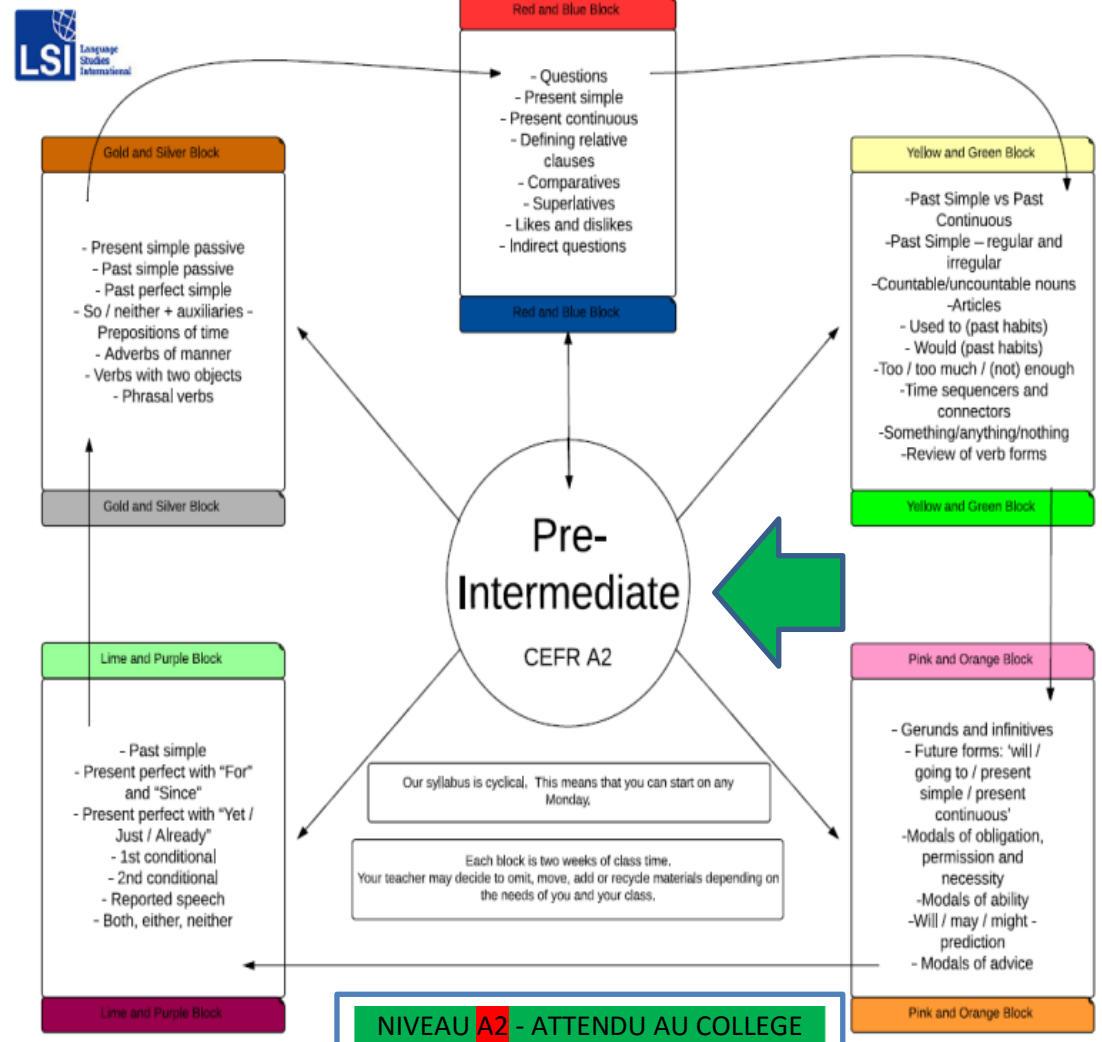 LSI
Language
Studies
International
Red and Blue Block
- Questions
- Present simple
- Present continuous
- Defining relative
clauses
- Comparatives
- Superlatives
- Likes and dislikes
- Indirect questions
Red and Blue Block
Gold and Silver Block
- Present simple passive
- Past simple passive
- Past perfect simple
- So / neither + auxiliaries -
Prepositions of time
- Adverbs of manner
- Verbs with two objects
- Phrasal verbs
Gold and Silver Block
Yellow and Green Block
-Past Simple vs Past
Continuous
-Past Simple – regular and
irregular
-Countable/uncountable nouns
-Articles
- Used to (past habits)
- Would (past habits)
-Too / too much / (not) enough
-Time sequencers and
connectors
-Something/anything/nothing
-Review of verb forms
Yellow and Green Block
Pre-
Intermediate
CEFR A2
Lime and Purple Block
- Past simple
- Present perfect with “For”
and “Since”
- Present perfect with “Yet /
Just / Already”
- 1st conditional
- 2nd conditional
- Reported speech
- Both, either, neither
Lime and Purple Block
Our syllabus is cyclical. This means that you can start on any
Monday.
Each block is two weeks of class time.
Your teacher may decide to omit, move, add or recycle materials depending on
the needs of you and your class.
Pink and Orange Block
- Gerunds and infinitives
- Future forms: 'will /
going to / present
simple / present
continuous'
-Modals of obligation,
permission and
necessity
-Modals of ability
-Will / may / might -
prediction
- Modals of advice
Pink and Orange Block
NIVEAU A2 - ATTENDU AU COLLEGE